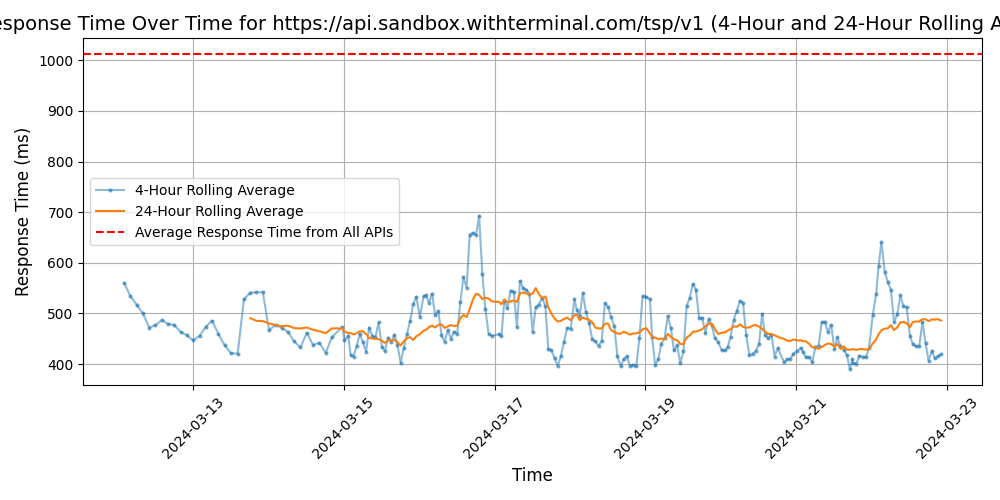 esponse Time Over Time for https://api.sandbox.withterminal.com/tsp/v1 (4-Hour and 24-Hour Rolling A
Response Time (ms)
1000
900
800
700
600
500
400
4-Hour Rolling Average
24-Hour Rolling Average
Average Response Time from All APIs
2024-03-13
2024-03-15
2024-03-17
2024-03-19
2024-03-21
2024-03-23
Time